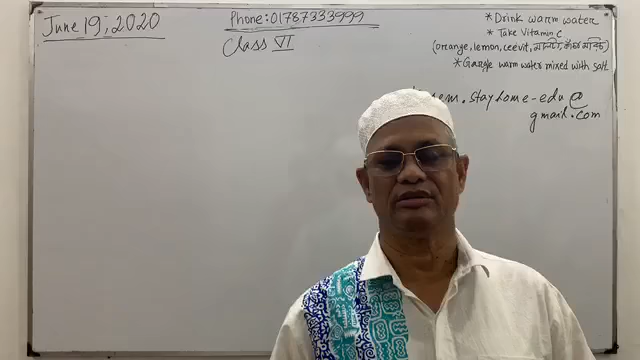 June 19, 2020
Phone: 01787333999
Class VI
* Drink warm water
* Take Vitamin C
(orange, lemon, ceevit, মাল্টা, কাঁচা মরিচ)
* Gargle warm water mixed with salt
stayhome-edu@
gmail.com